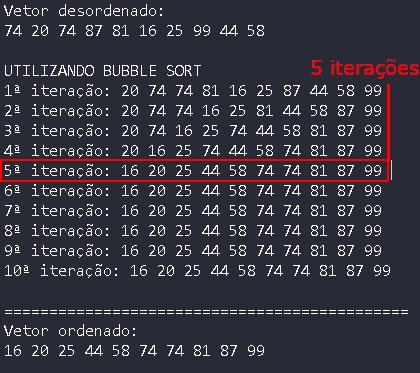 Vetor desordenado:
74 20 74 87 81 16 25 99 44 58
UTILIZANDO BUBBLE SORT
5 iterações
1ª iteração: 20 74 74 81 16 25 87 44 58 99
2ª iteração: 20 74 74 16 25 81 44 58 87 99
3ª iteração: 20 74 16 25 74 44 58 81 87 99
4ª iteração: 20 16 25 74 44 58 74 81 87 99
5ª iteração: 16 20 25 44 58 74 74 81 87 99
6ª iteração: 16 20 25 44 58 74 74 81 87 99
7ª iteração: 16 20 25 44 58 74 74 81 87 99
8ª iteração: 16 20 25 44 58 74 74 81 87 99
9ª iteração: 16 20 25 44 58 74 74 81 87 99
10ª iteração: 16 20 25 44 58 74 74 81 87 99
=============================================
Vetor ordenado:
16 20 25 44 58 74 74 81 87 99